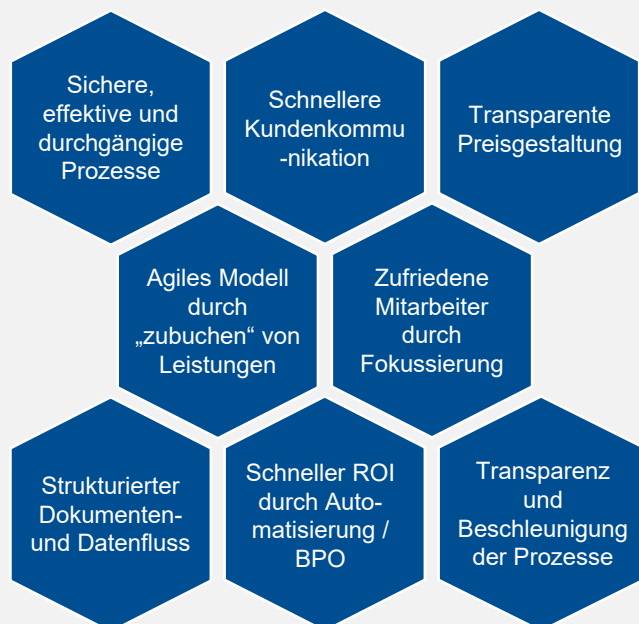 Sichere,
effektive und
durchgängige
Prozesse
Schnellere
Kundenkommu
-nikation
Transparente
Preisgestaltung
Agiles Modell
durch
„zubuchen“ von
Leistungen
Zufriedene
Mitarbeiter
durch
Fokussierung
Strukturierter
Dokumenten-
und Datenfluss
Schneller ROI
durch Auto-
matisierung /
BPO
Transparenz
und
Beschleunigung
der Prozesse